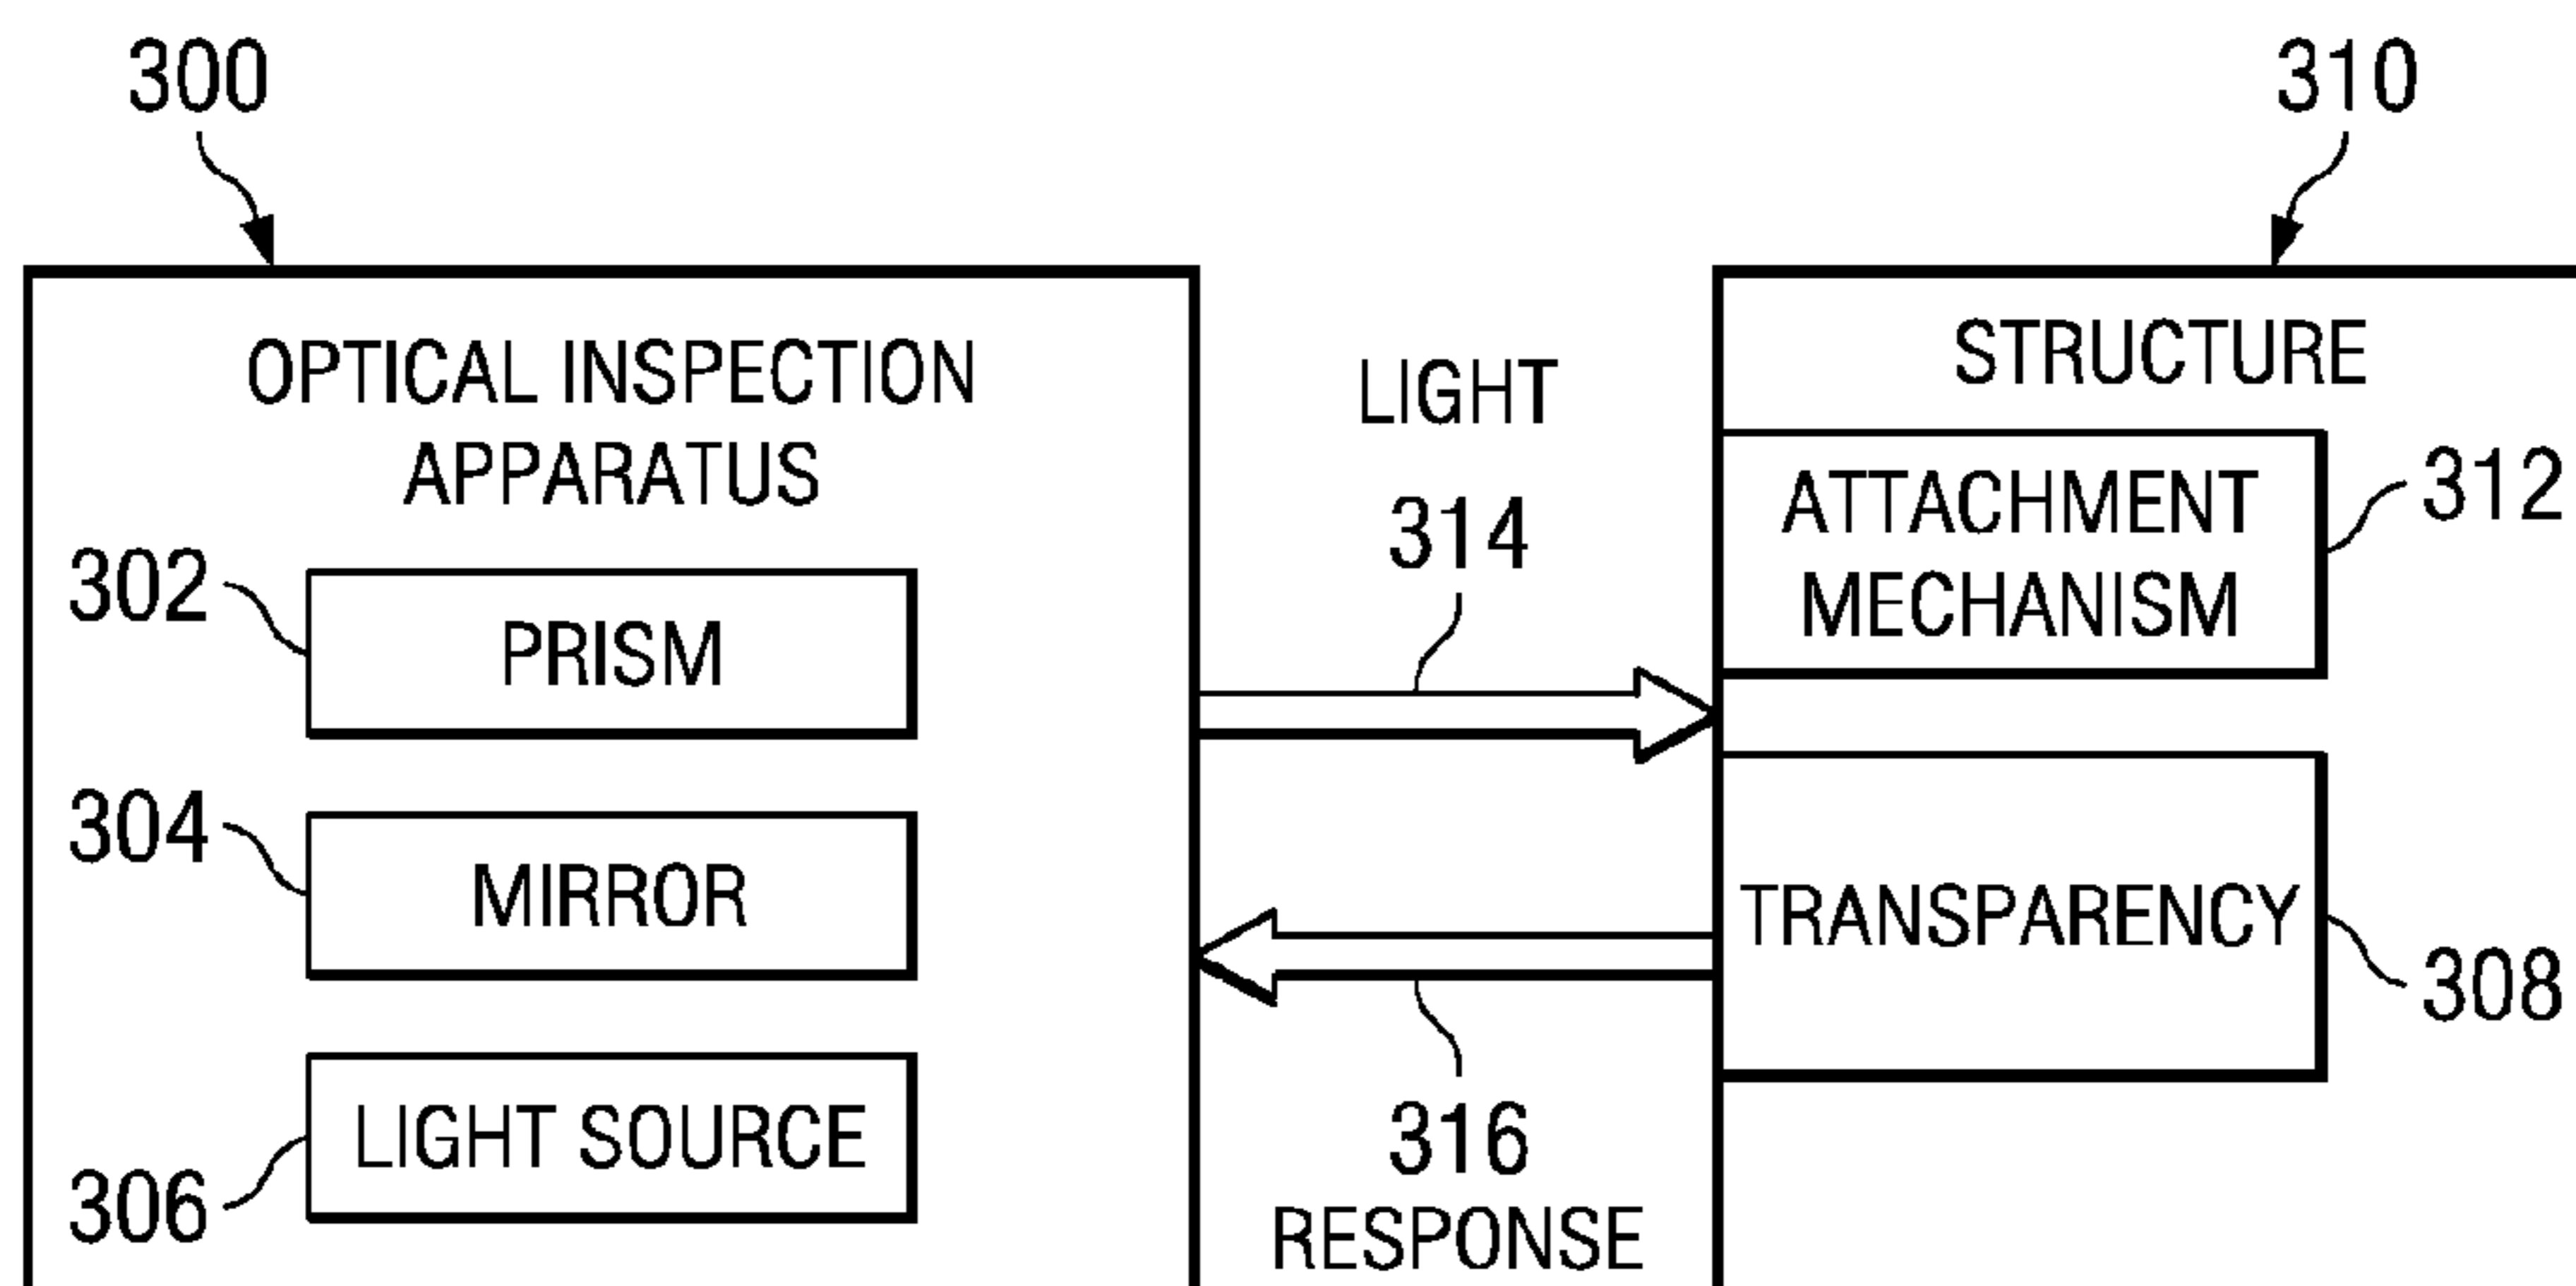 300
310
OPTICAL INSPECTION
APPARATUS
302
PRISM
304
MIRROR
306
LIGHT SOURCE
LIGHT
314
316
RESPONSE
STRUCTURE
ATTACHMENT
MECHANISM
312
TRANSPARENCY
308